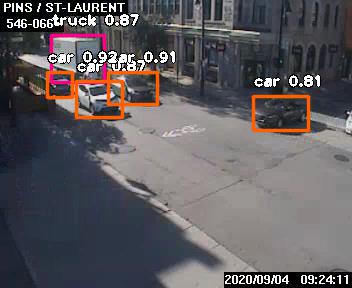 PINS / ST-LAURENT
546-066
truck 0.87
car 0.92
car 0.91
car 0.87
car 0.81
2020/09/04 09:24:11